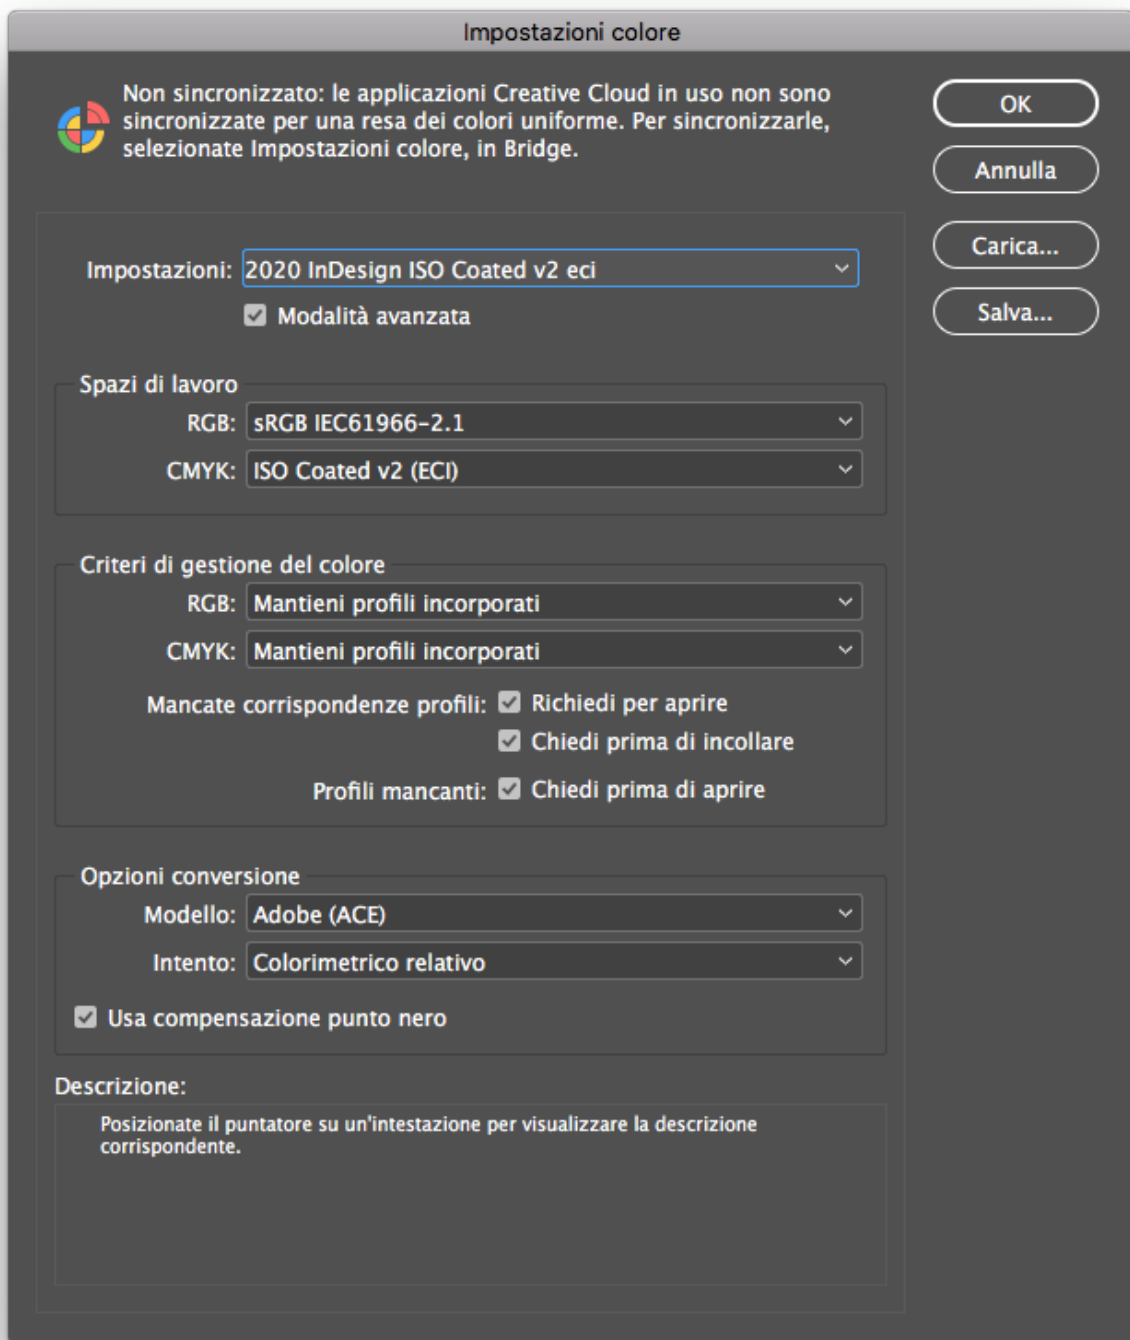 Impostazioni colore
Non sincronizzato: le applicazioni Creative Cloud in uso non sono
sincronizzate per una resa dei colori uniforme. Per sincronizzarle,
selezionate Impostazioni colore, in Bridge.
OK
Annulla
Carica...
Salva...
Impostazioni: 2020 InDesign ISO Coated v2 eci
Modalità avanzata
Spazi di lavoro
RGB: sRGB IEC61966-2.1
CMYK: ISO Coated v2 (ECI)
Criteri di gestione del colore
RGB: Mantieni profili incorporati
CMYK: Mantieni profili incorporati
Mancate corrispondenze profili: Richiedi per aprire
Chiedi prima di incollare
Profili mancanti: Chiedi prima di aprire
Opzioni conversione
Modello: Adobe (ACE)
Intento: Colorimetrico relativo
Usa compensazione punto nero
Descrizione:
Posizionate il puntatore su un'intestazione per visualizzare la descrizione
corrispondente.